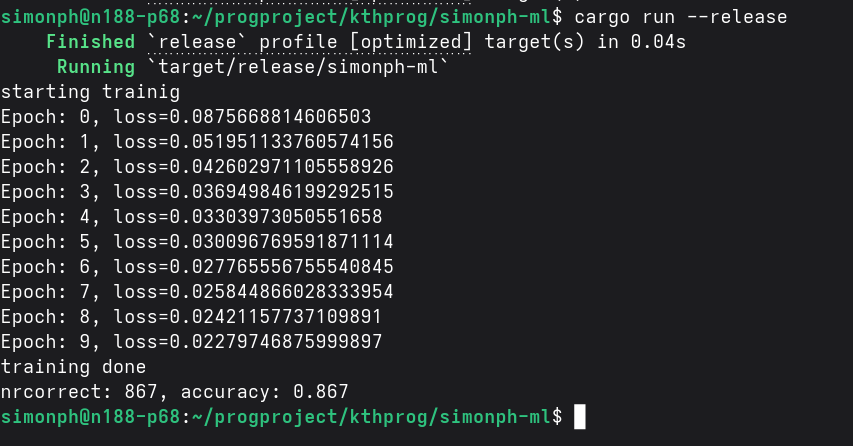 simonph@n188-p68:~/progproject/kthprog/simonph-ml$ cargo run --release
    Finished `release` profile [optimized] target(s) in 0.04s
     Running `target/release/simonph-ml`
starting trainig
Epoch: 0, loss=0.0875668814606503
Epoch: 1, loss=0.051951133760574156
Epoch: 2, loss=0.042602971105558926
Epoch: 3, loss=0.036949846199292515
Epoch: 4, loss=0.03303973050551658
Epoch: 5, loss=0.030096769591871114
Epoch: 6, loss=0.027765556755540845
Epoch: 7, loss=0.025844866028333954
Epoch: 8, loss=0.02421157737109891
Epoch: 9, loss=0.02279746875999897
training done
nrcorrect: 867, accuracy: 0.867
simonph@n188-p68:~/progproject/kthprog/simonph-ml$